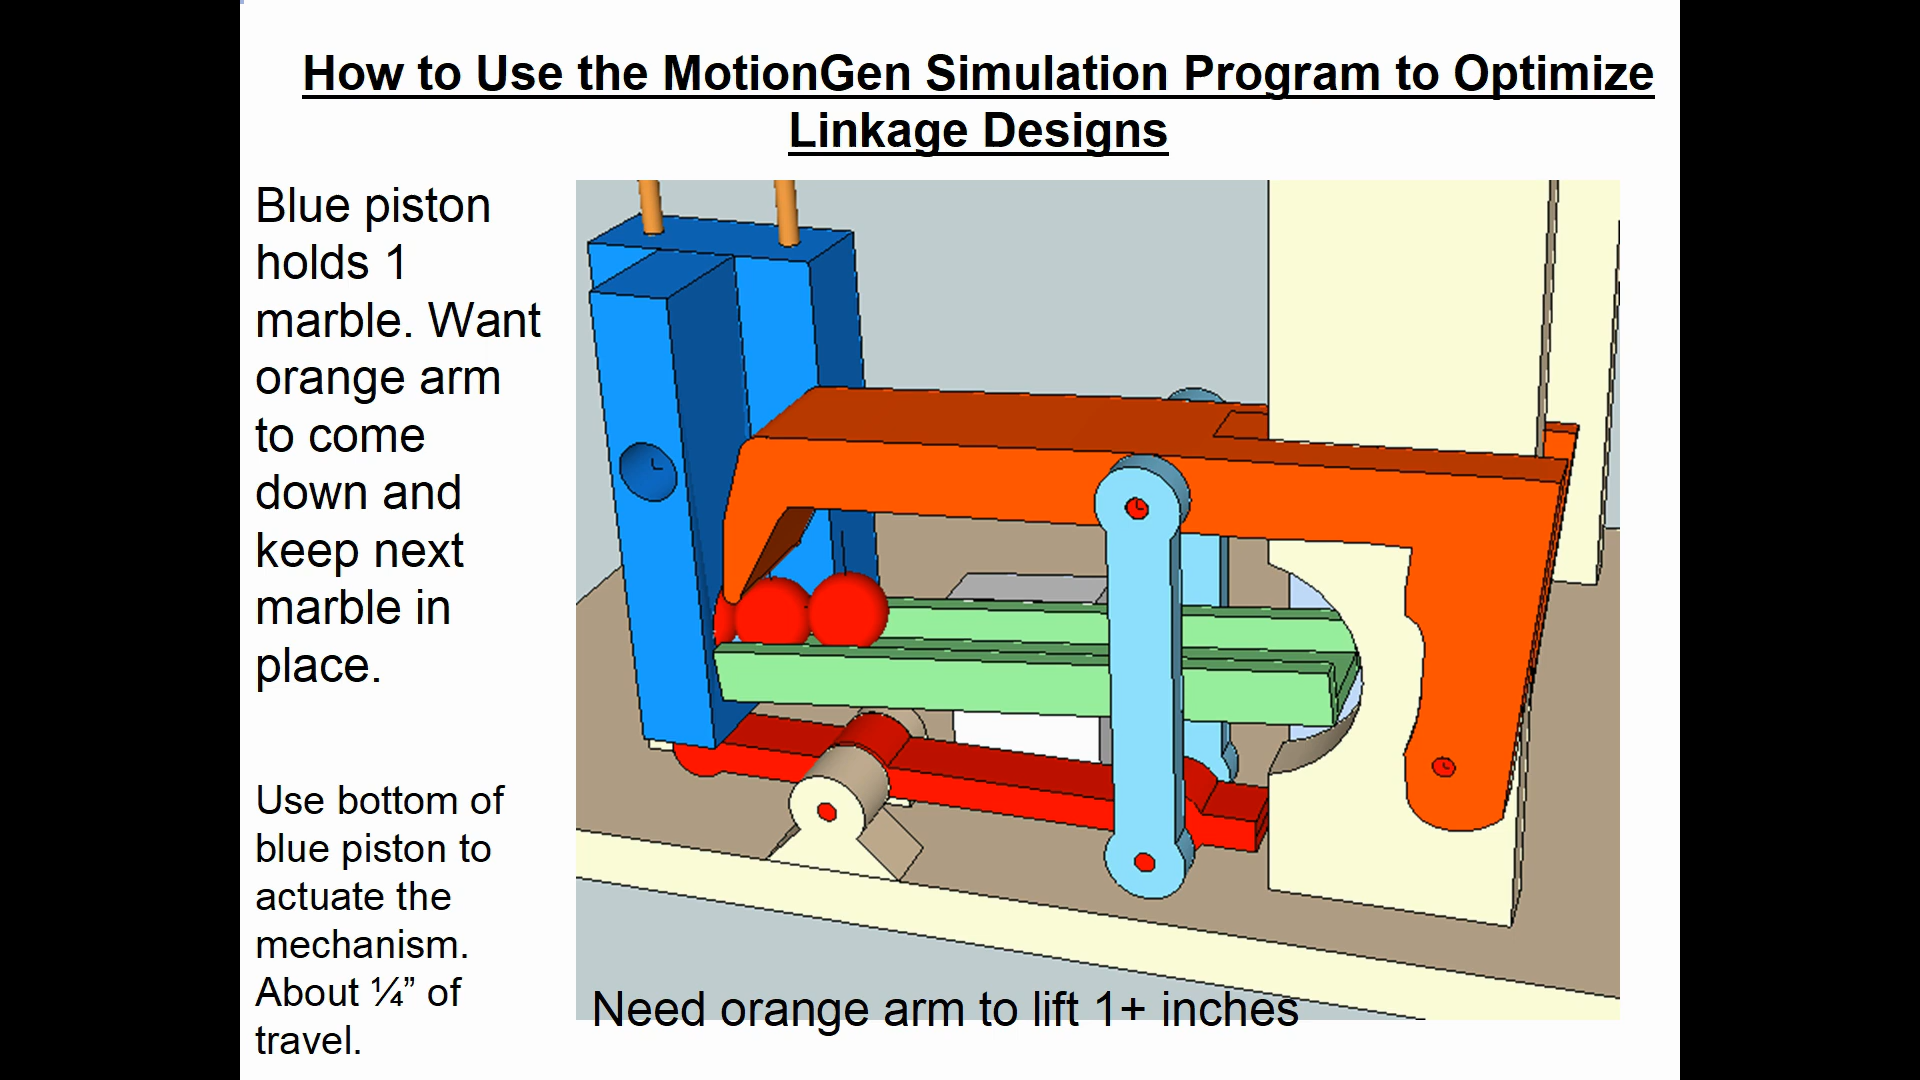 How to Use the MotionGen Simulation Program to Optimize
Linkage Designs
Blue piston
holds 1
marble. Want
orange arm
to come
down and
keep next
marble in
place.
Use bottom of
blue piston to
actuate the
mechanism.
About ¼” of
travel.
Need orange arm to lift 1+ inches